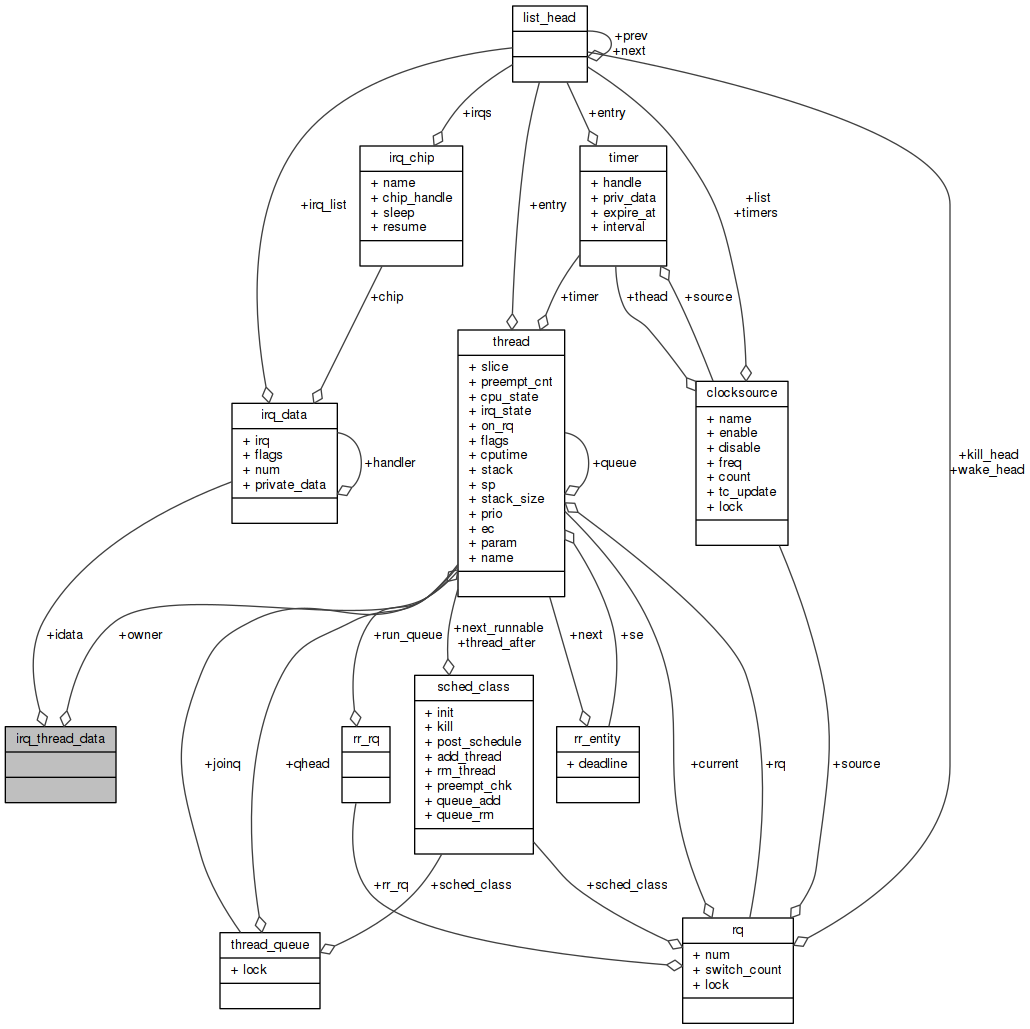 list_head
+prev
+next
+irqs
+entry
irq_chip
+ name
+ chip_handle
+ sleep
+ resume
timer
+ handle
+ priv_data
+ expire_at
+ interval
+irq_list
+entry
+list
+timers
+chip
+timer
+thead
+source
thread
+ slice
+ preempt_cnt
+ cpu_state
+ irq_state
+ on_rq
+ flags
+ cputime
+ stack
+ sp
+ stack_size
+ prio
+ ec
+ param
+ name
clocksource
+ name
+ enable
+ disable
+ freq
+ count
+ tc_update
+ lock
irq_data
+ irq
+ flags
+ num
+ private_data
+handler
+queue
+kill_head
+wake_head
+idata
+owner
+run_queue
+next_runnable
+thread_after
+next
+se
irq_thread_data
rr_rq
sched_class
+ init
+ kill
+ post_schedule
+ add_thread
+ rm_thread
+ preempt_chk
+ queue_add
+ queue_rm
rr_entity
+ deadline
+joinq
+qhead
+current
+rq
+source
+rr_rq
+sched_class
+sched_class
thread_queue
+ lock
rq
+ num
+ switch_count
+ lock